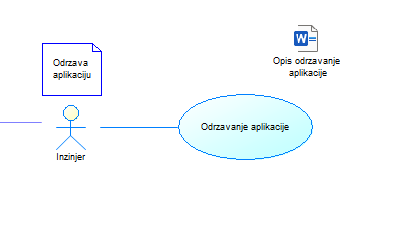 Odrzava
aplikaciju
Opis odrzavanje
aplikacije
Odrzavanje aplikacije
Inzinjer